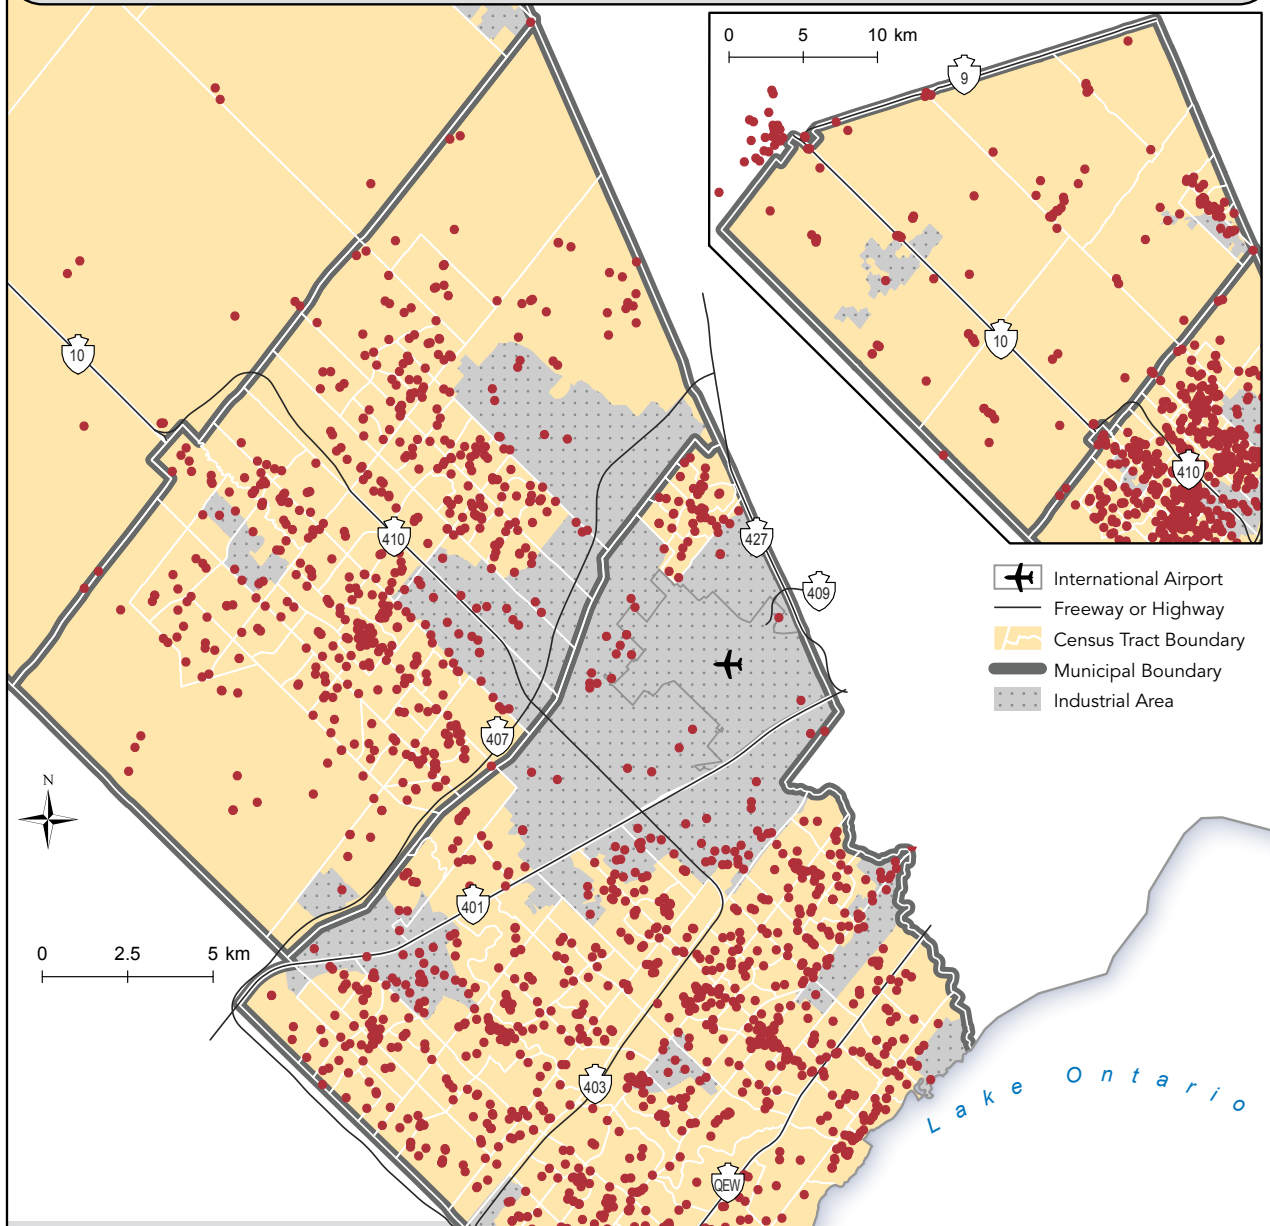 0 5 10 km
9
10
410
10
410
427
409
International Airport
Freeway or Highway
Census Tract Boundary
Municipal Boundary
Industrial Area
407
N
401
0 2.5 5 km
403
QEW
Lake Ontario